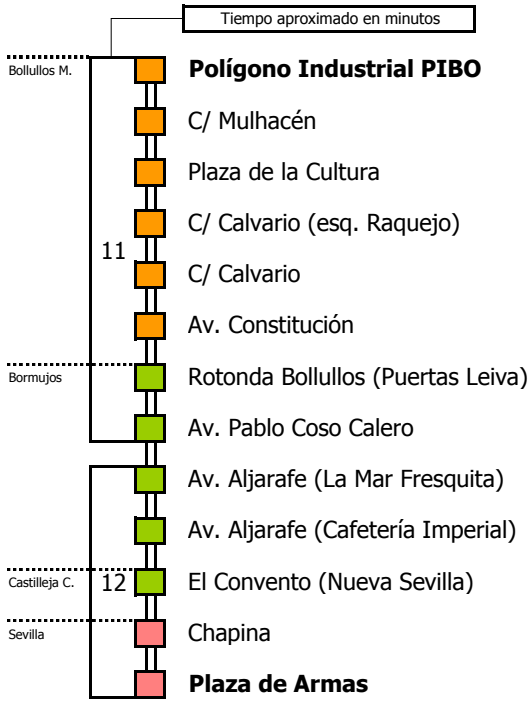 Tiempo aproximado en minutos
Bollullos M.
Polígono Industrial PIBO
C/ Mulhacén
Plaza de la Cultura
C/ Calvario (esq. Raquejo)
11
C/ Calvario
Av. Constitución
Bormujos
Rotonda Bollullos (Puertas Leiva)
Av. Pablo Coso Calero
Av. Aljarafe (La Mar Fresquita)
Av. Aljarafe (Cafetería Imperial)
Castilleja C.
12
El Convento (Nueva Sevilla)
Sevilla
Chapina
Plaza de Armas